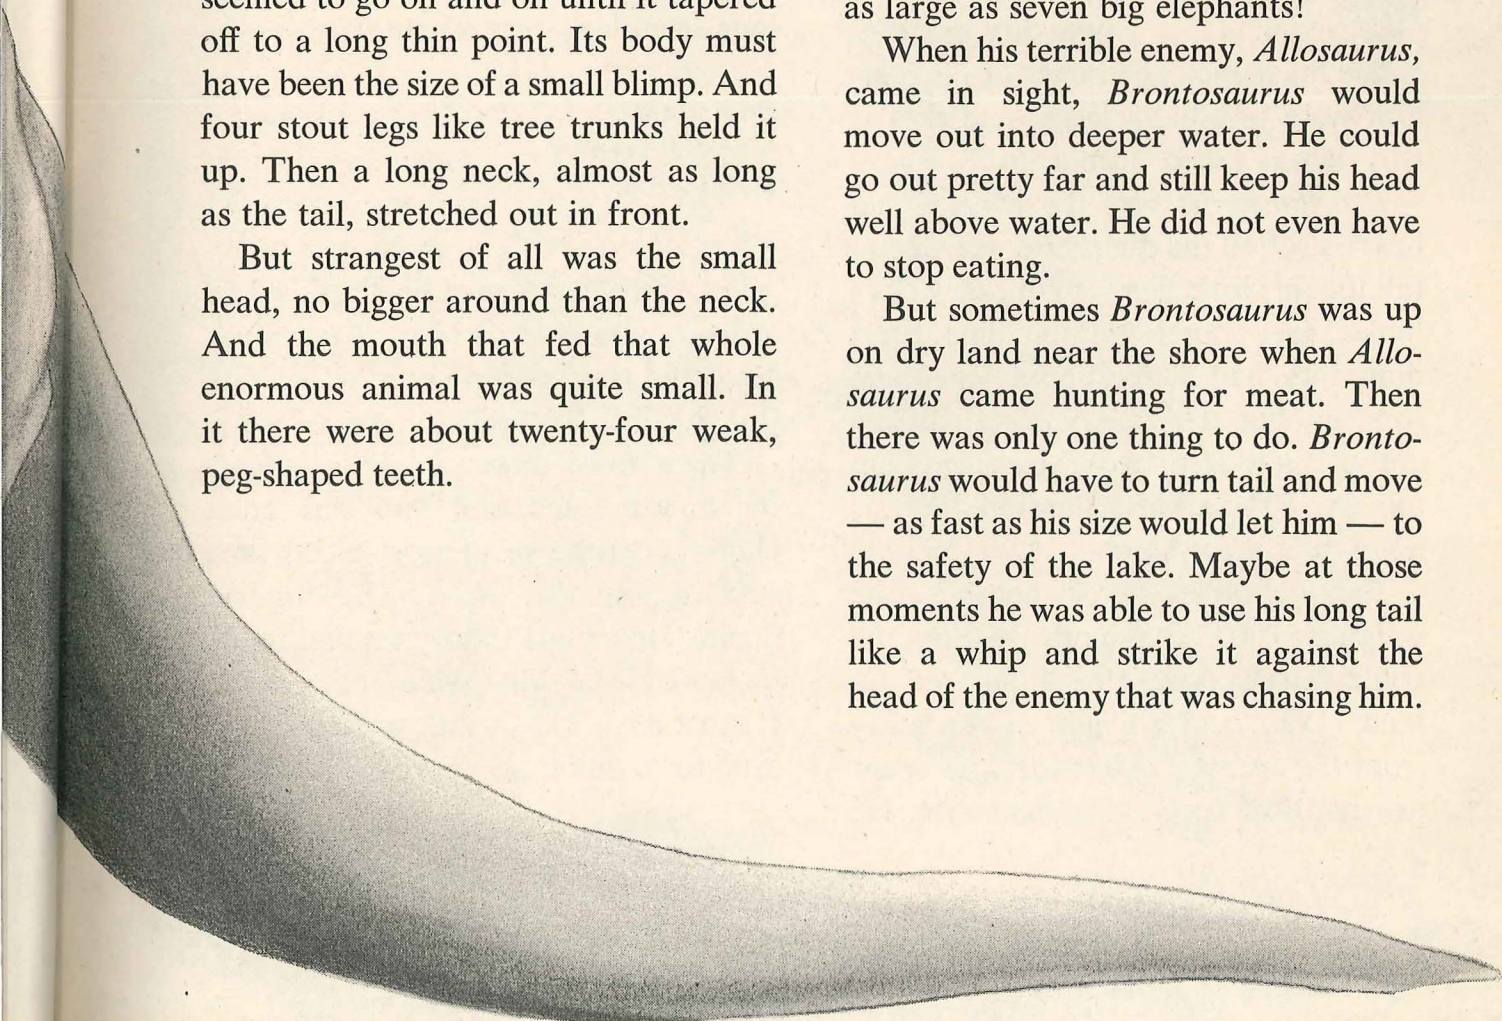 seemed to go on and on until it tapered
off to a long thin point. Its body must
have been the size of a small blimp. And
four stout legs like tree trunks held it
up. Then a long neck, almost as long
as the tail, stretched out in front.
But strangest of all was the small
head, no bigger around than the neck.
And the mouth that fed that whole
enormous animal was quite small. In
it there were about twenty-four weak,
peg-shaped teeth.
as large as seven big elephants!
When his terrible enemy, Allosaurus,
came in sight, Brontosaurus would
move out into deeper water. He could
go out pretty far and still keep his head
well above water. He did not even have
to stop eating.
But sometimes Brontosaurus was up
on dry land near the shore when Allo-
saurus came hunting for meat. Then
there was only one thing to do. Bronto-
saurus would have to turn tail and move
— as fast as his size would let him — to
the safety of the lake. Maybe at those
moments he was able to use his long tail
like a whip and strike it against the
head of the enemy that was chasing him.